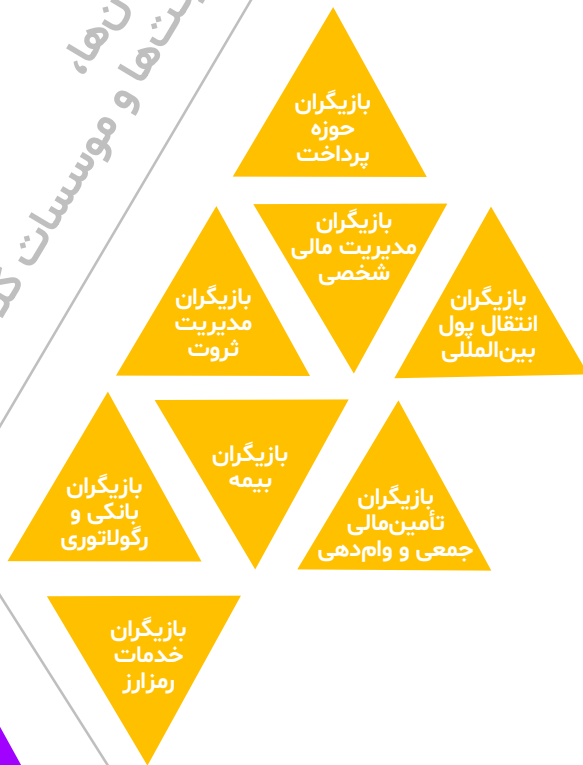 بازیگران
حوزه
پرداخت
بازیگران
مدیریت مالی
شخصی
بازیگران
انتقال پول
بین‌المللی
بازیگران
مدیریت
ثروت
بازیگران
بیمه
بازیگران
تأمین‌مالی
جمعی و وام‌دهی
بازیگران
بانکی و
رگولاتوری
بازیگران
خدمات
رمزارز
و موسسات